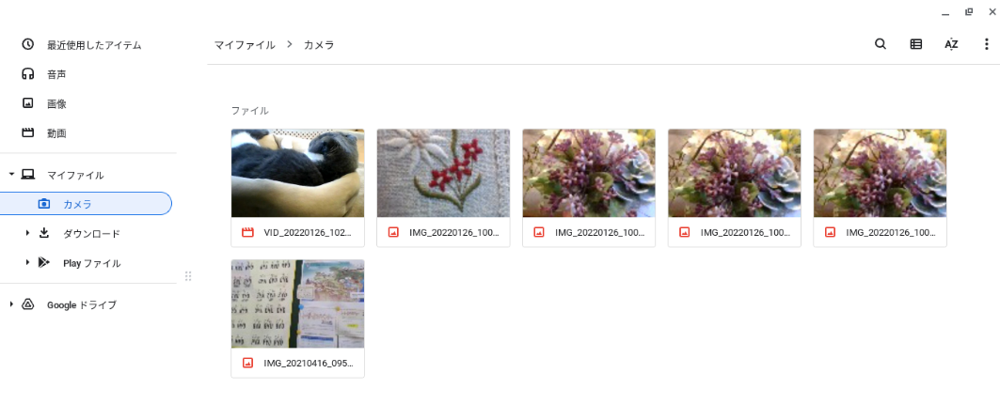 最近使用したアイテム
音声
画像
動画
マイファイル
カメラ
ダウンロード
Play ファイル
Google ドライブ
マイファイル > カメラ
AZ
ファイル
VID_20220126_102...
IMG_20220126_100...
IMG_20220126_100...
IMG_20220126_100...
IMG_20220126_100...
IMG_20210416_095...